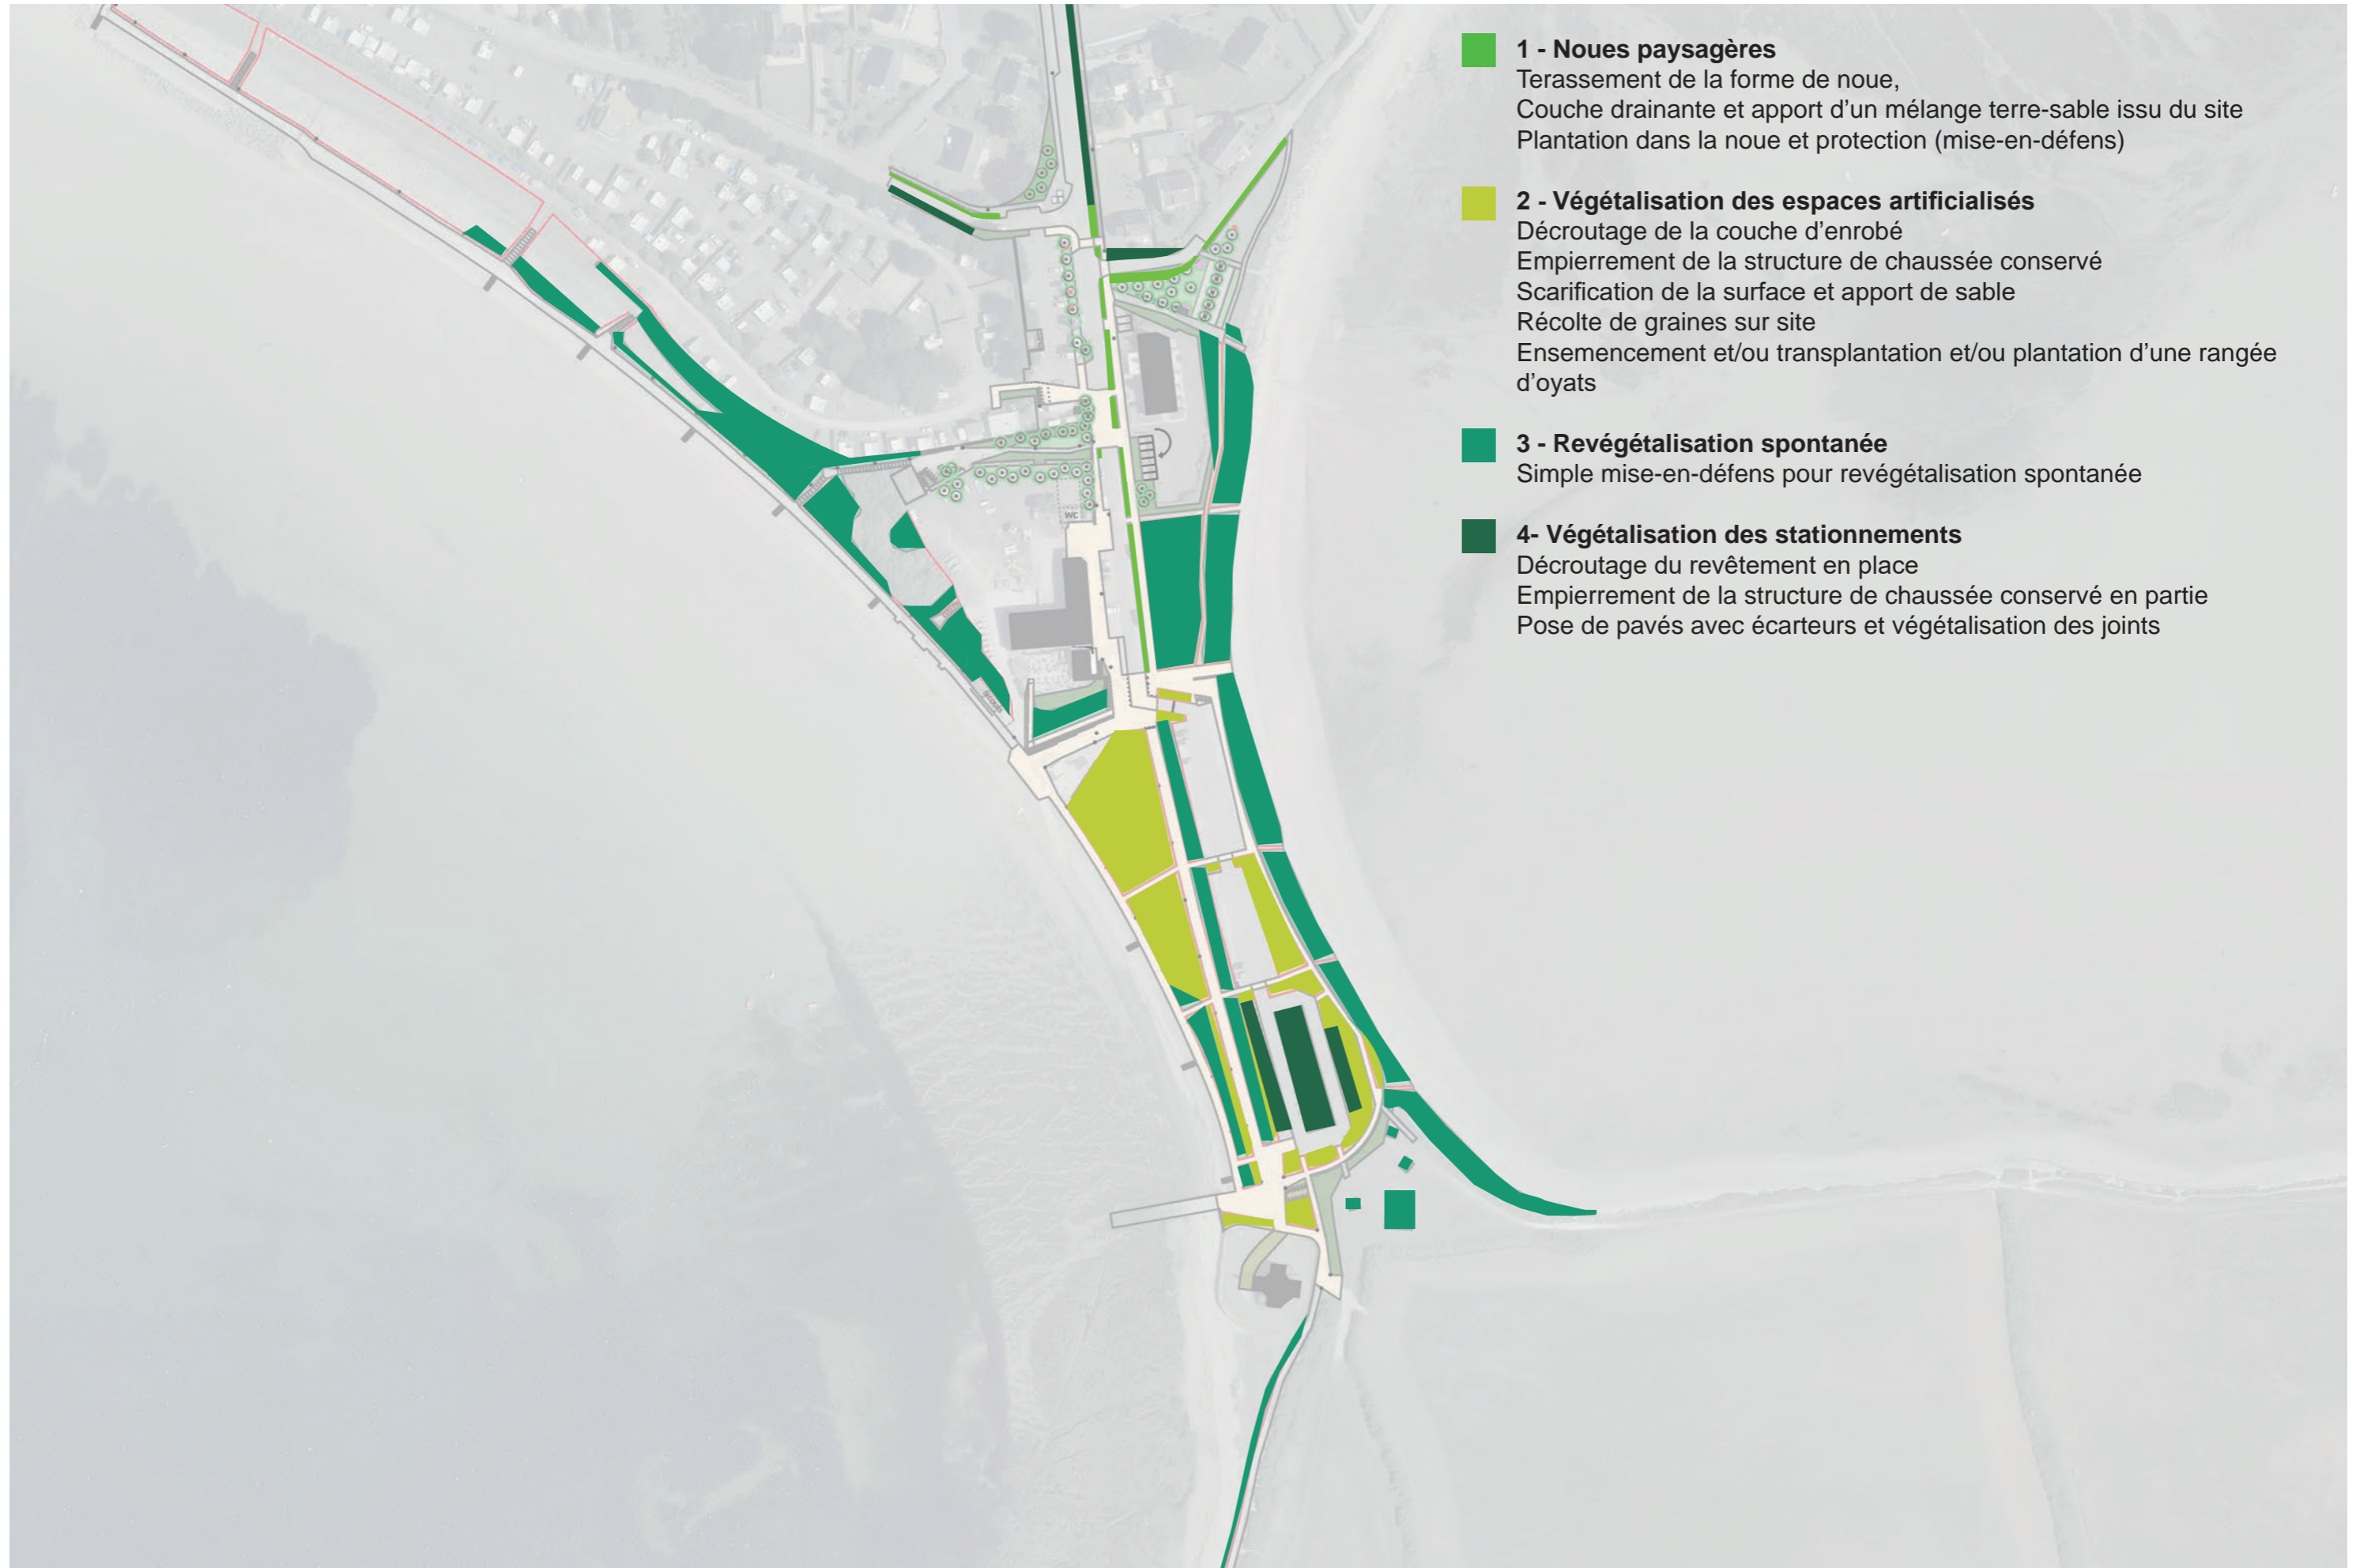 1 - Noues paysagères
Terassement de la forme de noue,
Couche drainante et apport d’un mélange terre-sable issu du site
Plantation dans la noue et protection (mise-en-défens)
2 - Végétalisation des espaces artificialisés
Décroutage de la couche d’enrobé
Empierrement de la structure de chaussée conservé
Scarification de la surface et apport de sable
Récolte de graines sur site
Ensemencement et/ou transplantation et/ou plantation d’une rangée
d’oyats
3 - Revégétalisation spontanée
Simple mise-en-défens pour revégétalisation spontanée
4- Végétalisation des stationnements
Décroutage du revêtement en place
Empierrement de la structure de chaussée conservé en partie
Pose de pavés avec écarteurs et végétalisation des joints
WC